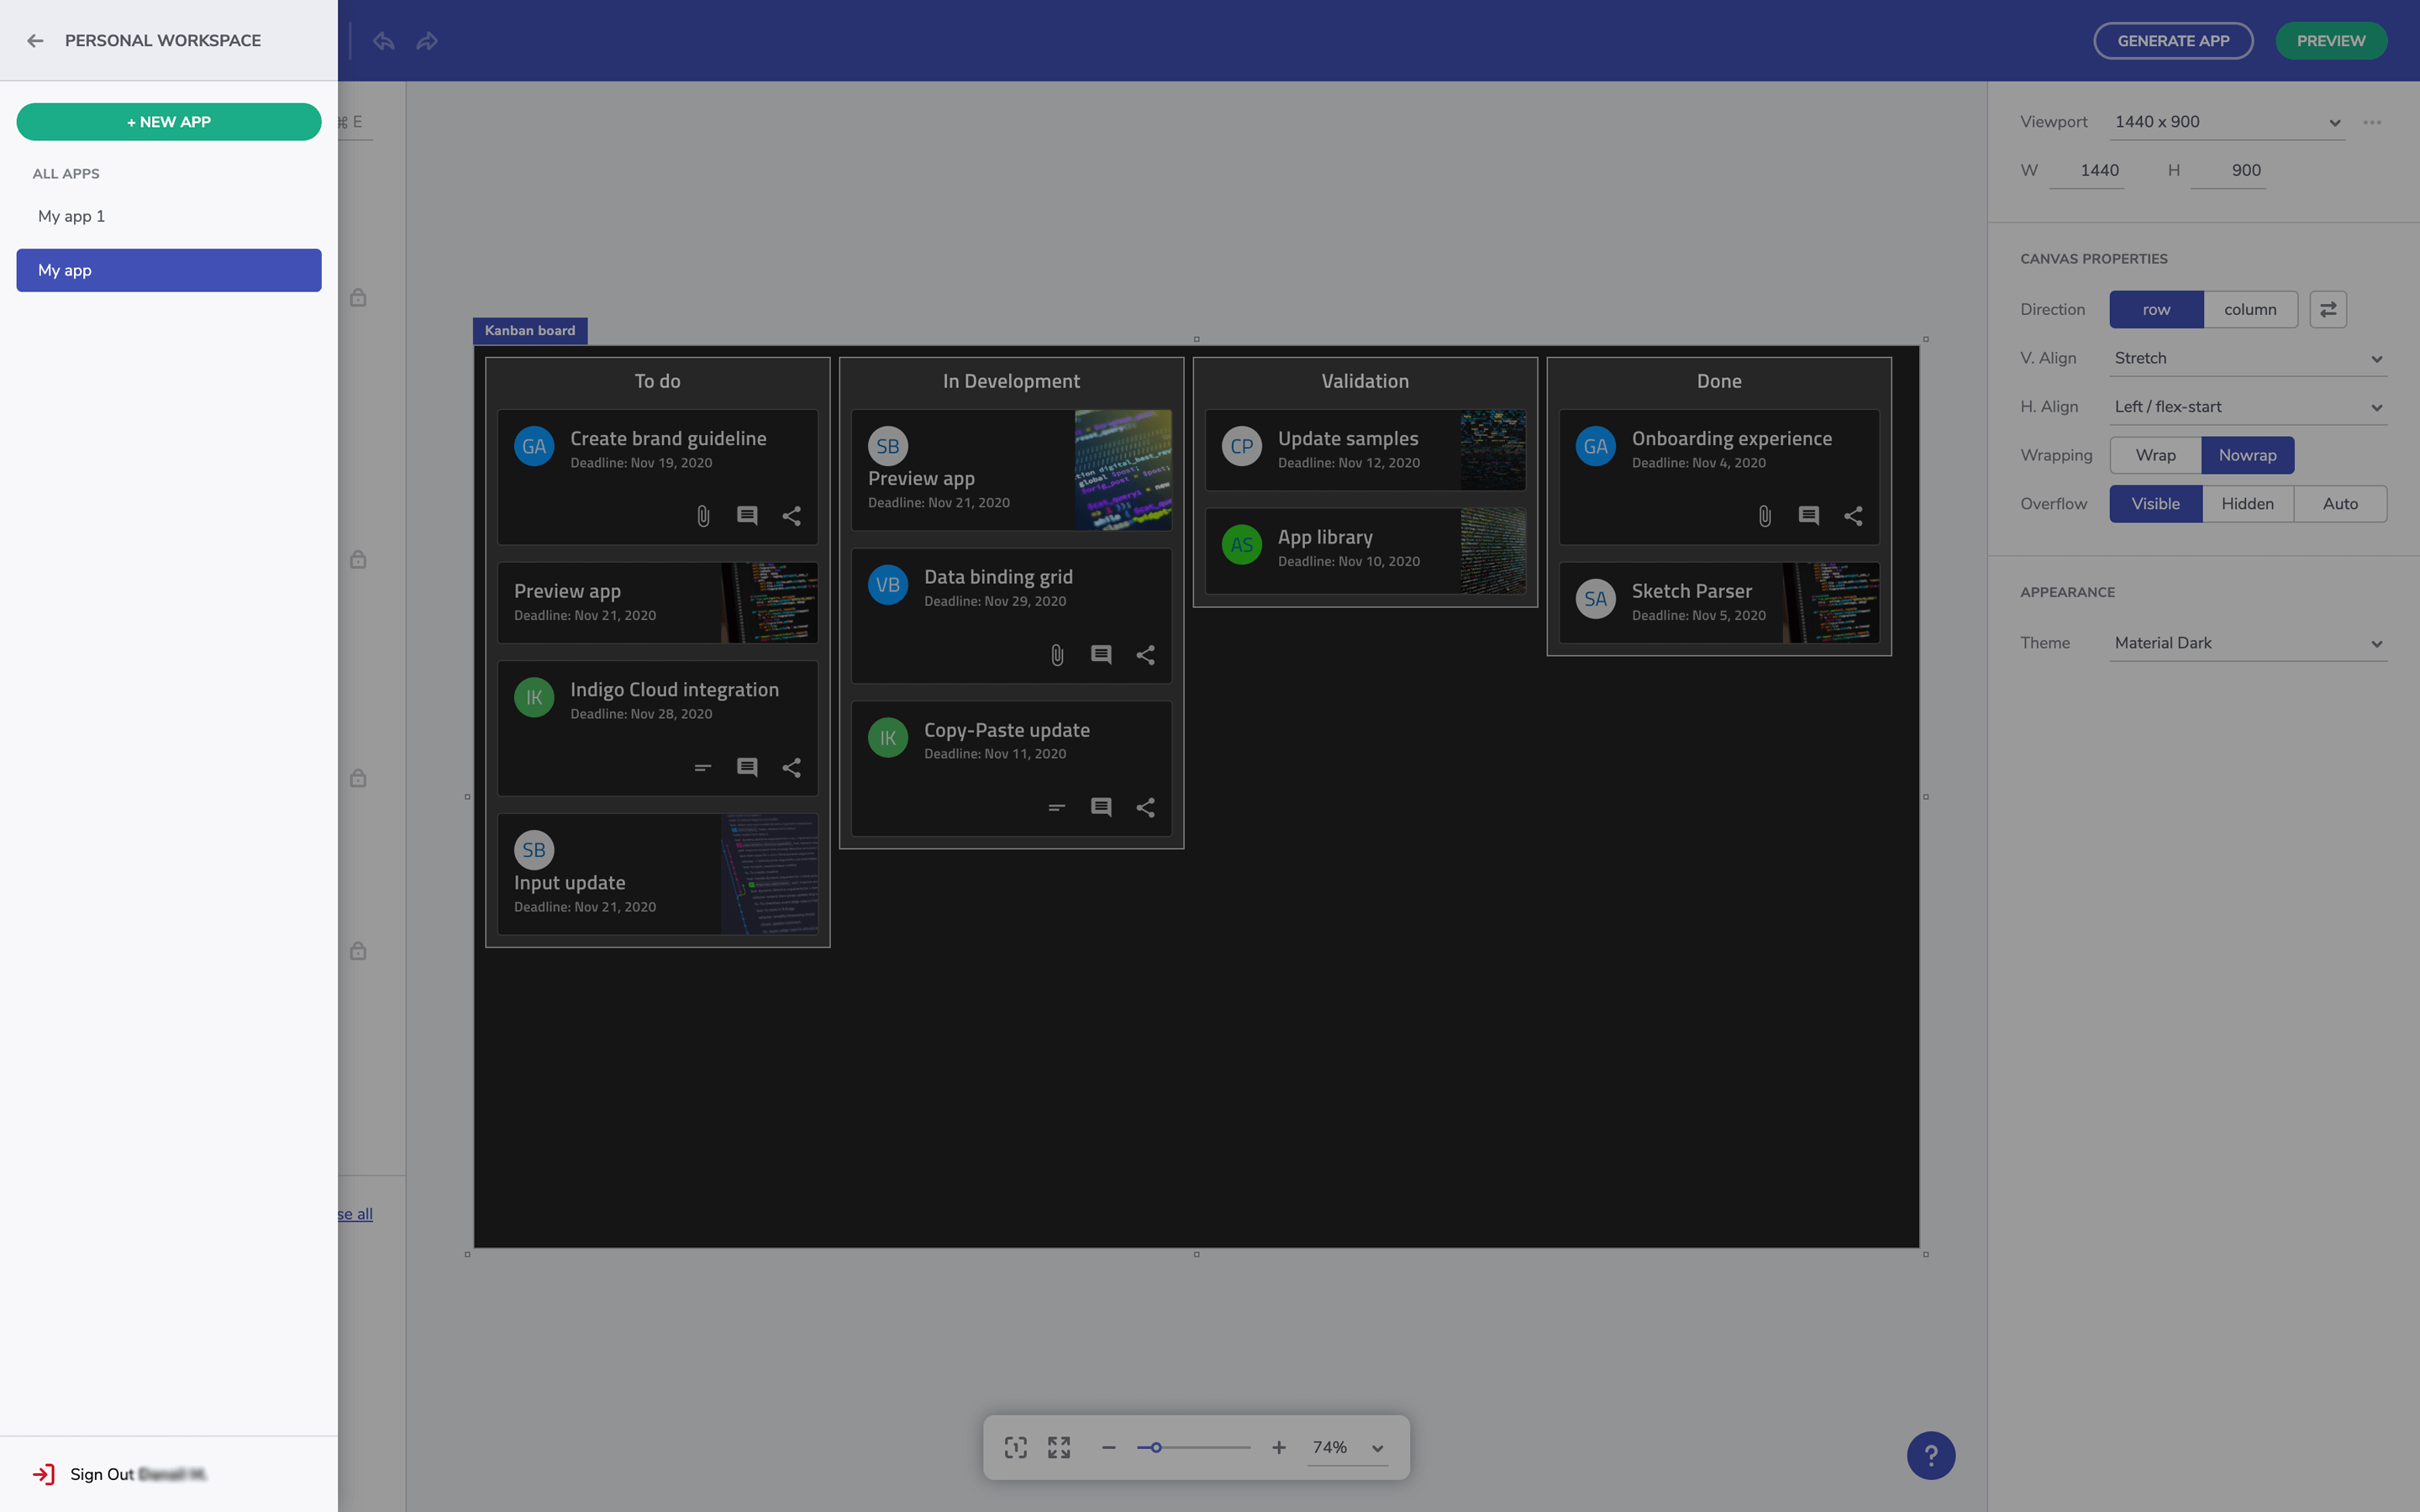 PERSONAL WORKSPACE
GENERATE APP
PREVIEW
+ NEW APP
ALL APPS
My app 1
My app
⌘ E
se all
Sign Out
Kanban board
To do
GA
Create brand guideline
Deadline: Nov 19, 2020
Preview app
Deadline: Nov 21, 2020
IK
Indigo Cloud integration
Deadline: Nov 28, 2020
SB
Input update
Deadline: Nov 21, 2020
In Development
SB
Preview app
Deadline: Nov 21, 2020
VB
Data binding grid
Deadline: Nov 29, 2020
IK
Copy-Paste update
Deadline: Nov 11, 2020
Validation
CP
Update samples
Deadline: Nov 12, 2020
AS
App library
Deadline: Nov 10, 2020
Done
GA
Onboarding experience
Deadline: Nov 4, 2020
SA
Sketch Parser
Deadline: Nov 5, 2020
74%
?
Viewport 1440 x 900
W 1440 H 900
CANVAS PROPERTIES
Direction row column
V. Align Stretch
H. Align Left / flex-start
Wrapping Wrap Nowrap
Overflow Visible Hidden Auto
APPEARANCE
Theme Material Dark